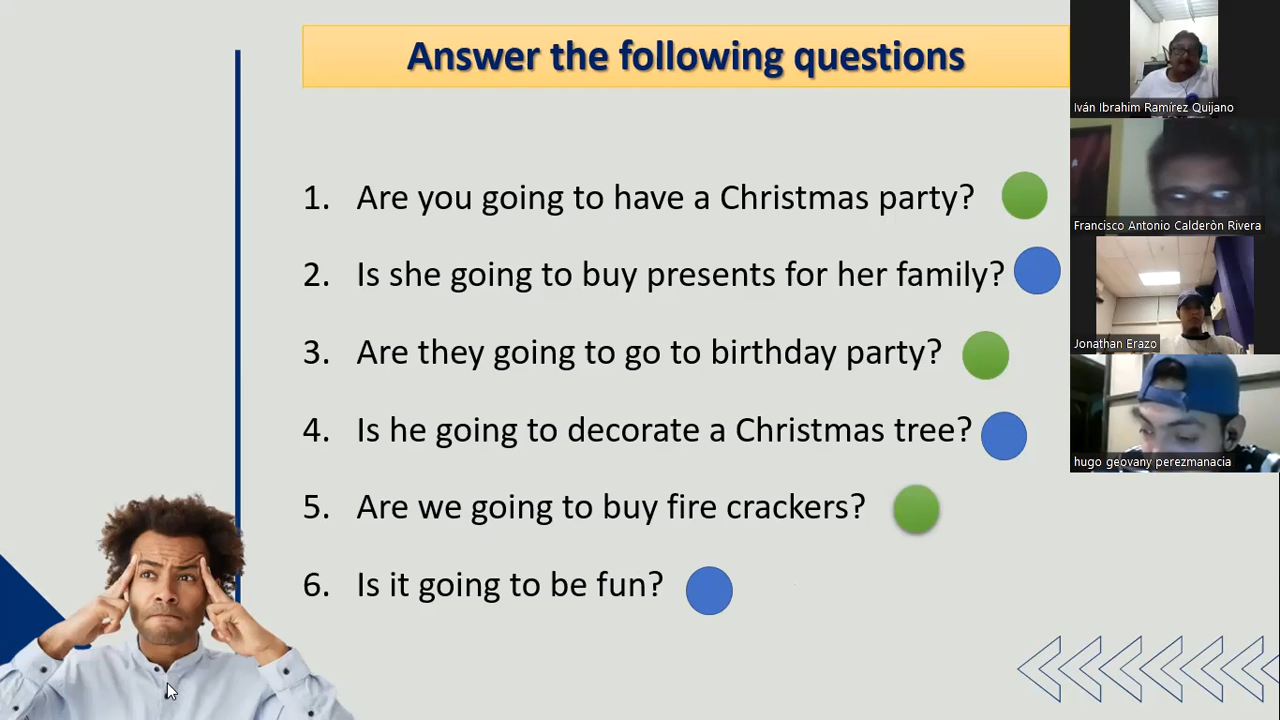 Answer the following questions
1. Are you going to have a Christmas party?
2. Is she going to buy presents for her family?
3. Are they going to go to birthday party?
4. Is he going to decorate a Christmas tree?
5. Are we going to buy fire crackers?
6. Is it going to be fun?
Iván Ibrahim Ramírez Quijano
Francisco Antonio Calderòn Rivera
Jonathan Erazo
hugo geovany perezmanacia